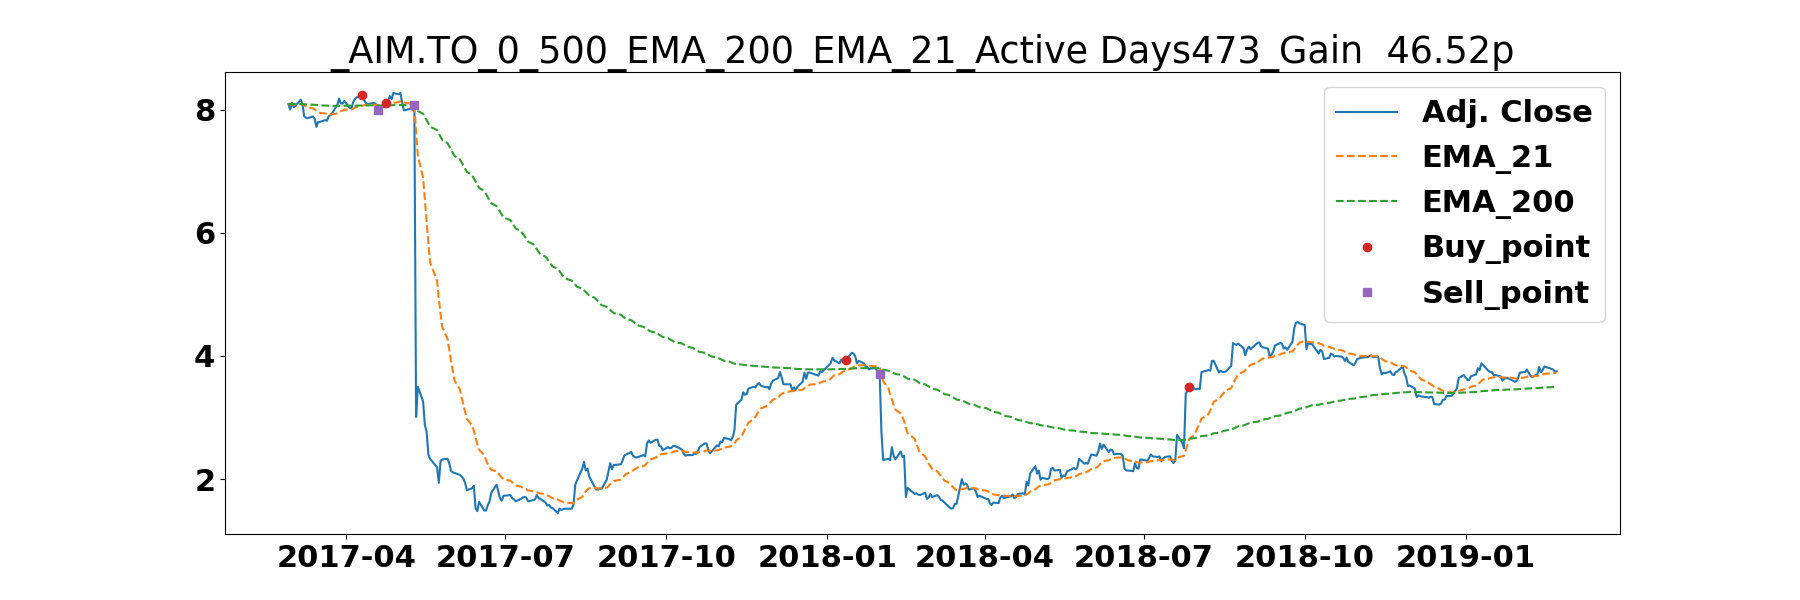 _AIM.TO_0_500_EMA_200_EMA_21_Active Days473_Gain  46.52p
Adj. Close
EMA_21
EMA_200
Buy_point
Sell_point
8
6
4
2
2017-04 2017-07 2017-10 2018-01 2018-04 2018-07 2018-10 2019-01